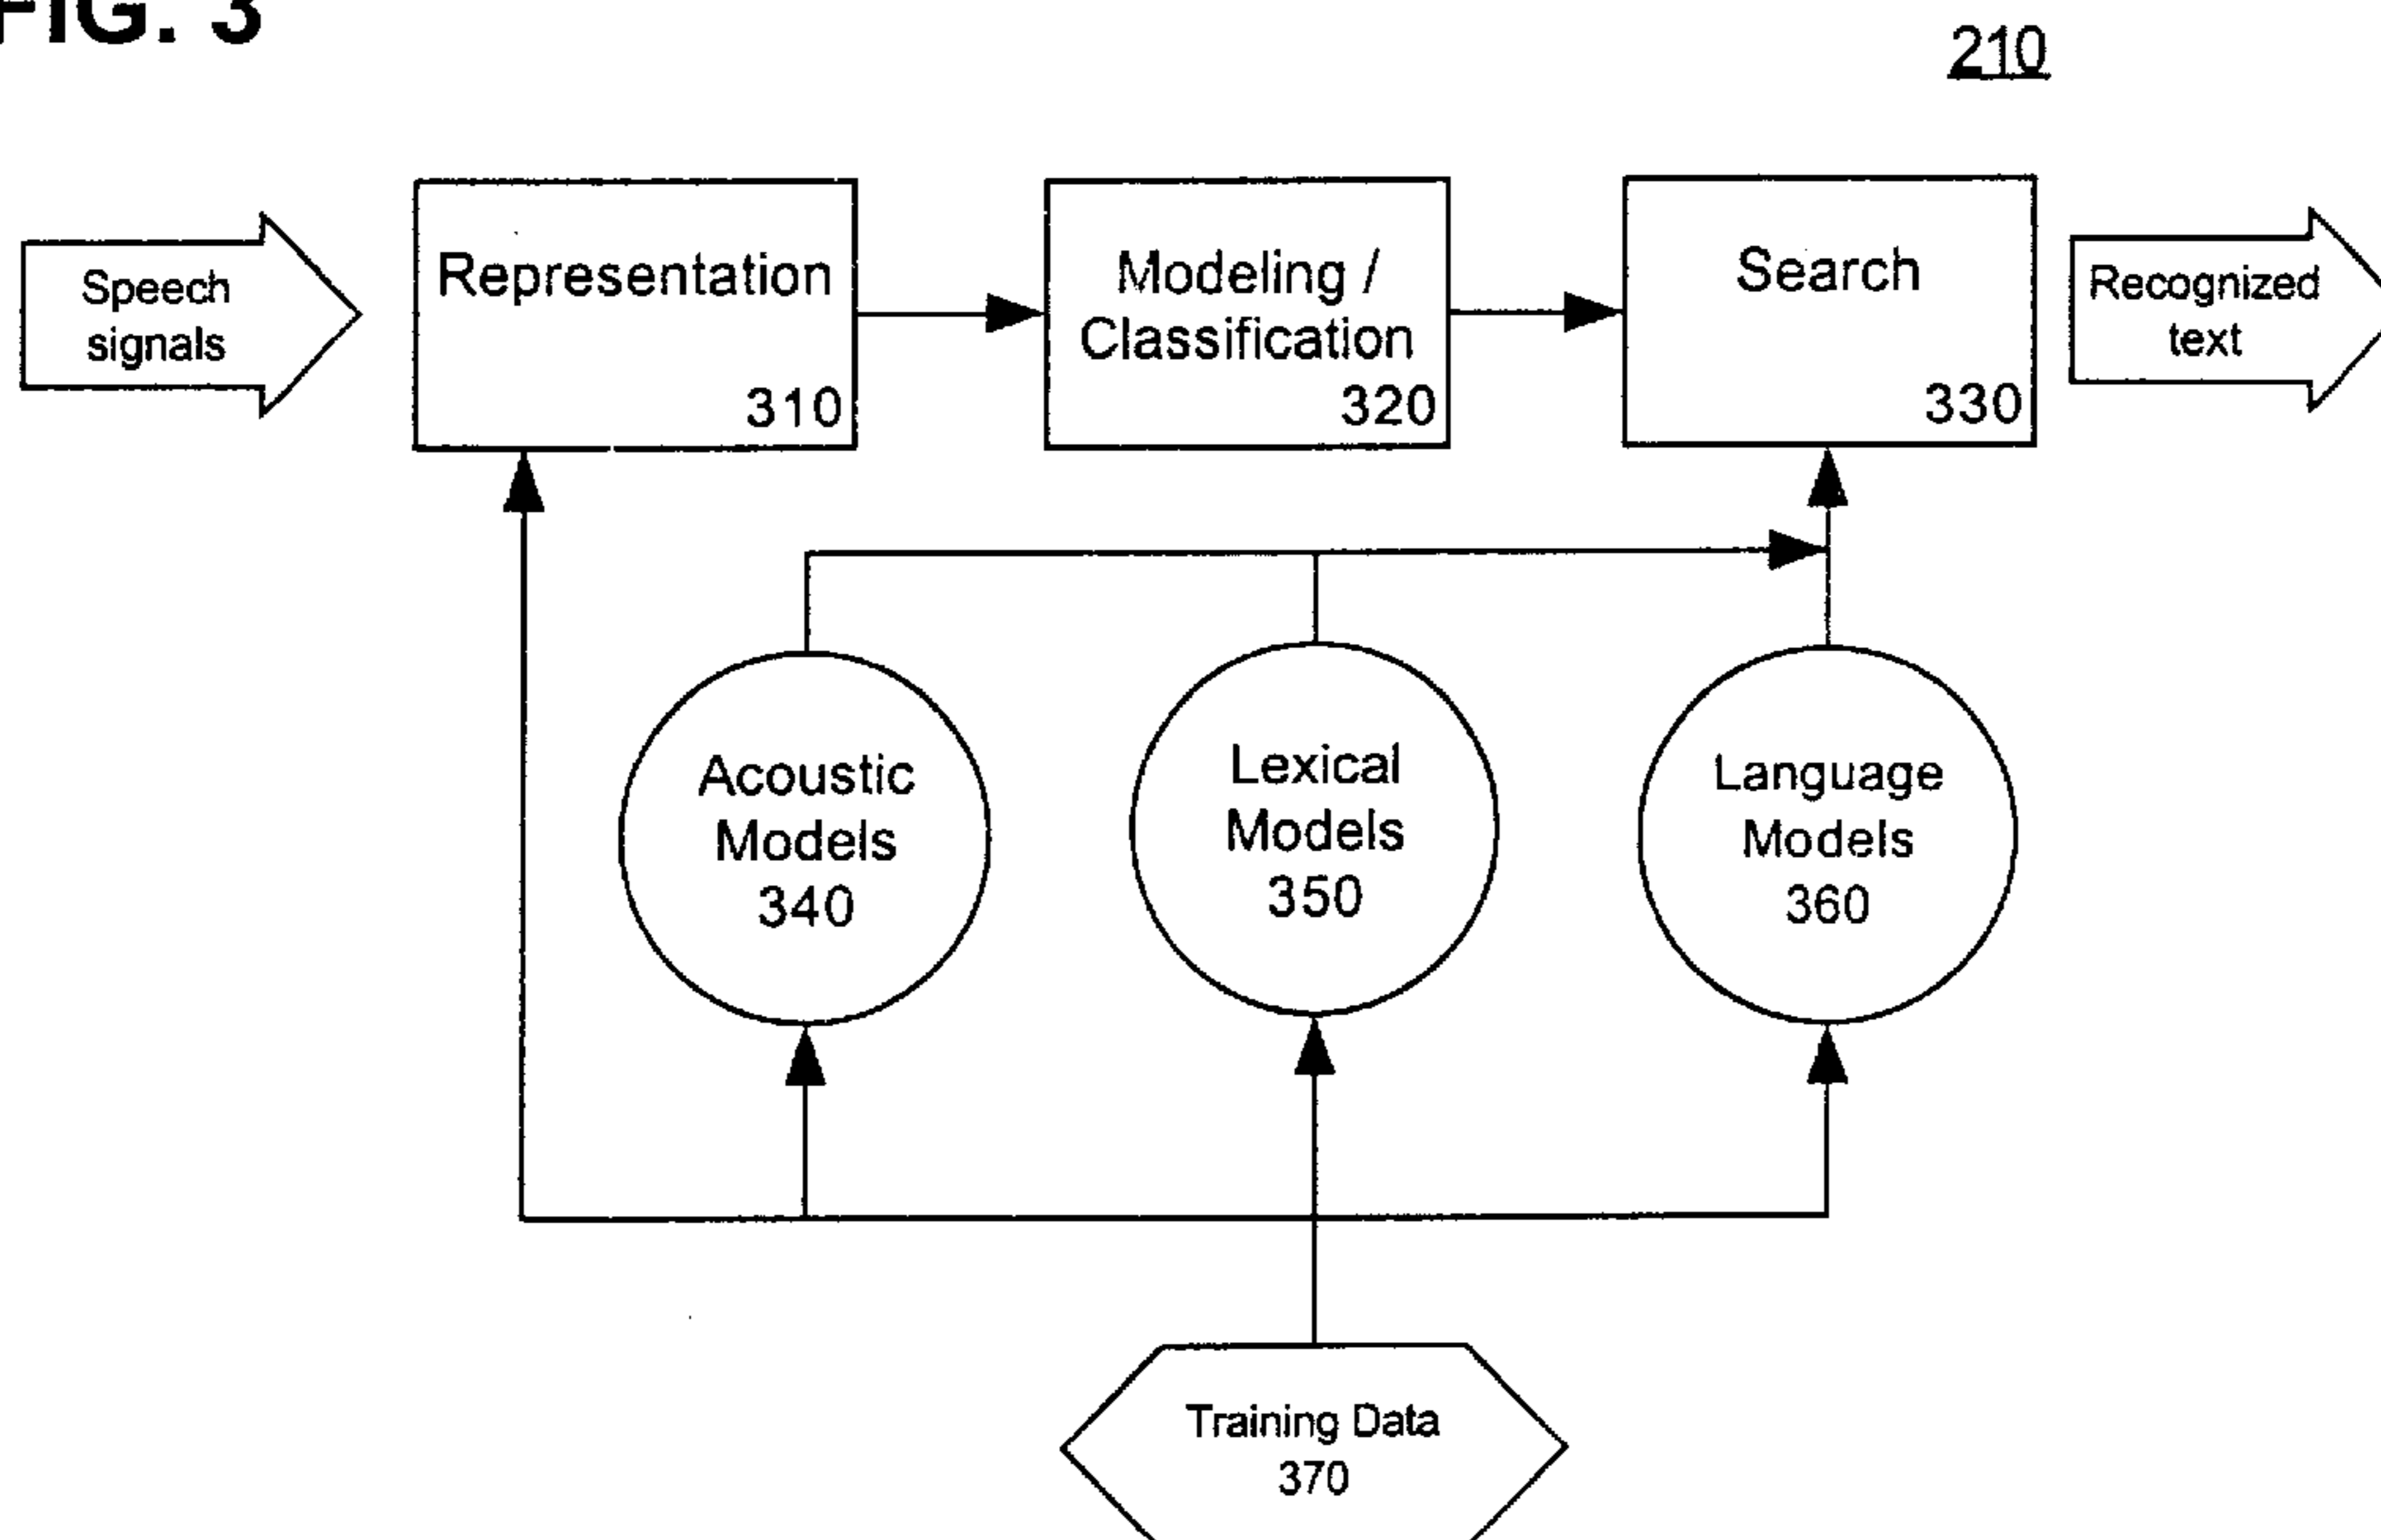 FIG. 3
210
Speech
signals
Representation
310
Modeling /
Classification
320
Search
330
Recognized
text
Acoustic
Models
340
Lexical
Models
350
Language
Models
360
Training Data
370